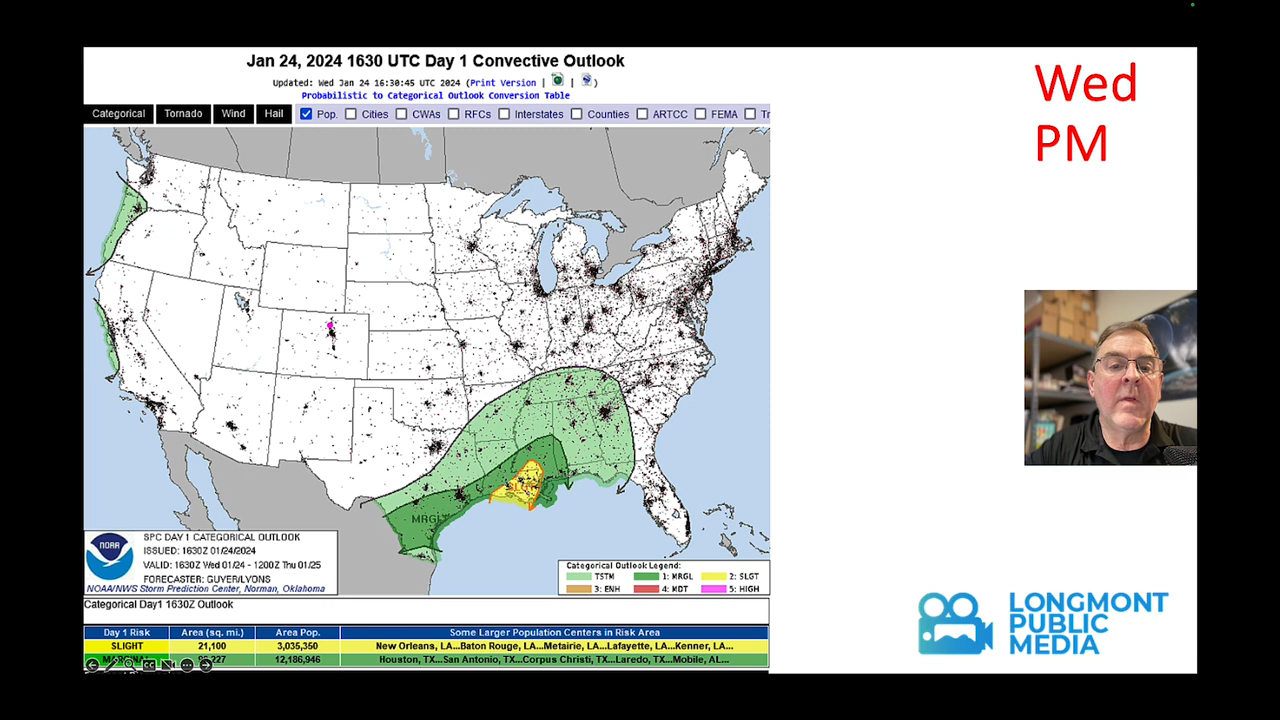 Jan 24, 2024 1630 UTC Day 1 Convective Outlook
Updated: Wed Jan 24 16:30:45 UTC 2024 (Print Version | | )
Probabilistic to Categorical Outlook Conversion Table
Categorical Tornado Wind Hail Pop. Cities CWAs RFCs Interstates Counties ARTCC FEMA Tr
Wed
PM
MRGL
NOAA
SPC DAY 1 CATEGORICAL OUTLOOK
ISSUED: 1630Z 01/24/2024
VALID: 1630Z Wed 01/24 - 1200Z Thu 01/25
FORECASTER: GUYER/LYONS
NOAA/NWS Storm Prediction Center, Norman, Oklahoma
Categorical Outlook Legend:
TSTM 1: MRGL 2: SLGT
3: ENH 4: MDT 5: HIGH
Categorical Day1 1630Z Outlook
Day 1 Risk Area (sq. mi.) Area Pop. Some Larger Population Centers in Risk Area
SLIGHT 21,100 3,035,350 New Orleans, LA...Baton Rouge, LA...Metairie, LA...Lafayette, LA...Kenner, LA...
MARGINAL 12,186,946 Houston, TX...San Antonio, TX...Corpus Christi, TX...Laredo, TX...Mobile, AL...
LONGMONT
PUBLIC
MEDIA